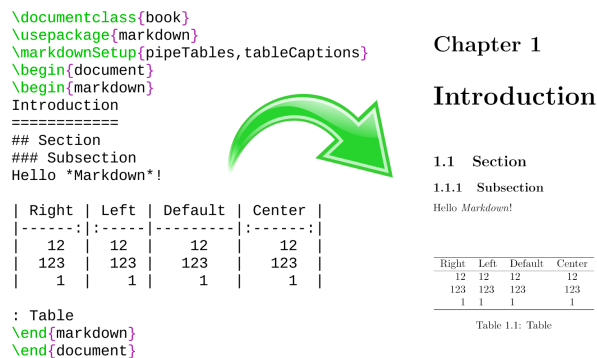 \documentclass{book}
\usepackage{markdown}
\markdownSetup{pipeTables,tableCaptions}
\begin{document}
\begin{markdown}
Introduction
============
## Section
### Subsection
Hello *Markdown*!
| Right | Left | Default | Center |
|------:|:-----|---------|:------:|
|   12  |  12  |    12   |    12  |
|  123  |  123 |   123   |   123  |
|    1  |    1 |     1   |     1  |
: Table
\end{markdown}
\end{document}
Chapter 1
Introduction
1.1 Section
1.1.1 Subsection
Hello Markdown!
Right Left Default Center
12 12 12 12
123 123 123 123
1 1 1 1
Table 1.1: Table